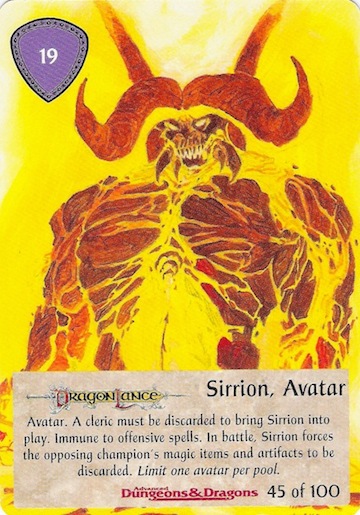 19
Sirrion, Avatar
DRAGONLANCE
Avatar. A cleric must be discarded to bring Sirrion into
play. Immune to offensive spells. In battle, Sirrion forces
the opposing champion's magic items and artifacts to
be discarded. Limit one avatar per pool.
Advanced
Dungeons & Dragons
45 of 100